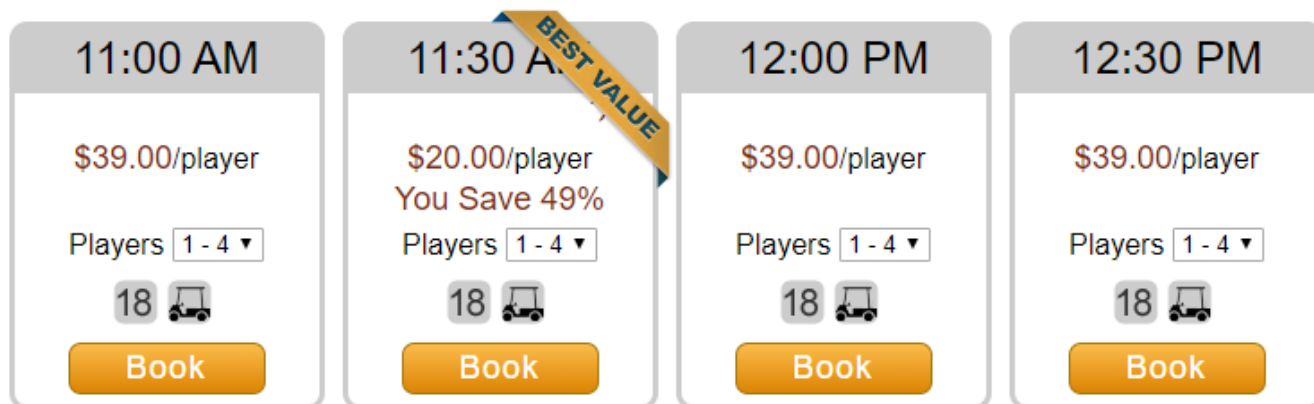 11:00 AM
$39.00/player
Players 1 - 4
18
Book
11:30
BEST VALUE
$20.00/player
You Save 49%
Players 1 - 4
18
Book
12:00 PM
$39.00/player
Players 1 - 4
18
Book
12:30 PM
$39.00/player
Players 1 - 4
18
Book